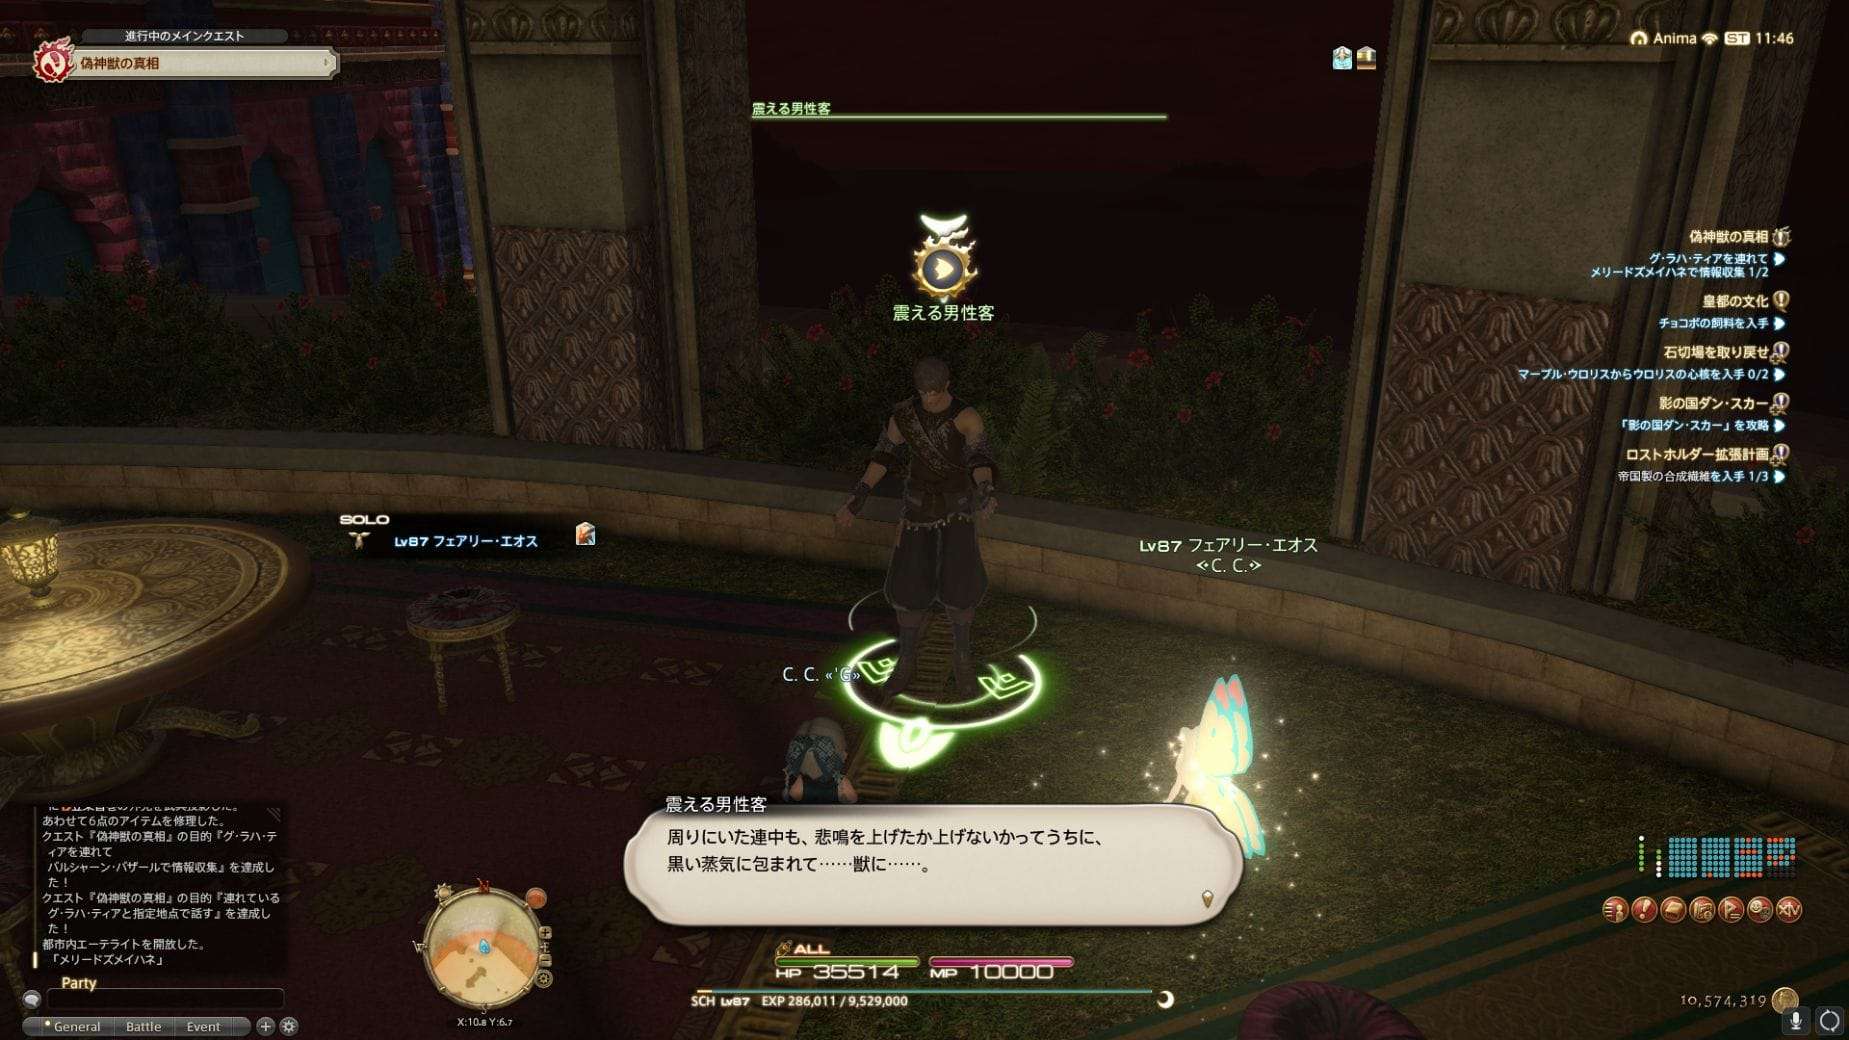 進行中のメインクエスト
偽神獣の真相
Anima ST 11:46
震える男性客
震える男性客
偽神獣の真相
グ・ラハ・ティアを連れて
メリードズメイハネで情報収集 1/2
皇都の文化
チョコボの飼料を入手
石切場を取り戻せ
マーブル・ウロリスからウロリスの心核を入手 0/2
影の国ダン・スカー
「影の国ダン・スカー」を攻略
ロストホルダー拡張計画
帝国製の合成繊維を入手 1/3
SOLO
Lv87 フェアリー・エオス
Lv87 フェアリー・エオス
C. C.
C. C. «'G»
震える男性客
周りにいた連中も、悲鳴を上げたか上げないかってうちに、
黒い蒸気に包まれて……獣に……。
あわせて6点のアイテムを修理した。
クエスト『偽神獣の真相』の目的『グ・ラハ・テ
ィアを連れて
バルシャーン・バザールで情報収集』を達成し
た！
クエスト『偽神獣の真相』の目的『連れている
グ・ラハ・ティアと指定地点で話す』を達成し
た！
都市内エーテライトを開放した。
「メリードズメイハネ」
Party
General Battle Event
X:10.8 Y:6.7
ALL
HP 35514 MP 10000
SCH Lv87 EXP 286,011 / 9,529,000
XIV
10,574,319